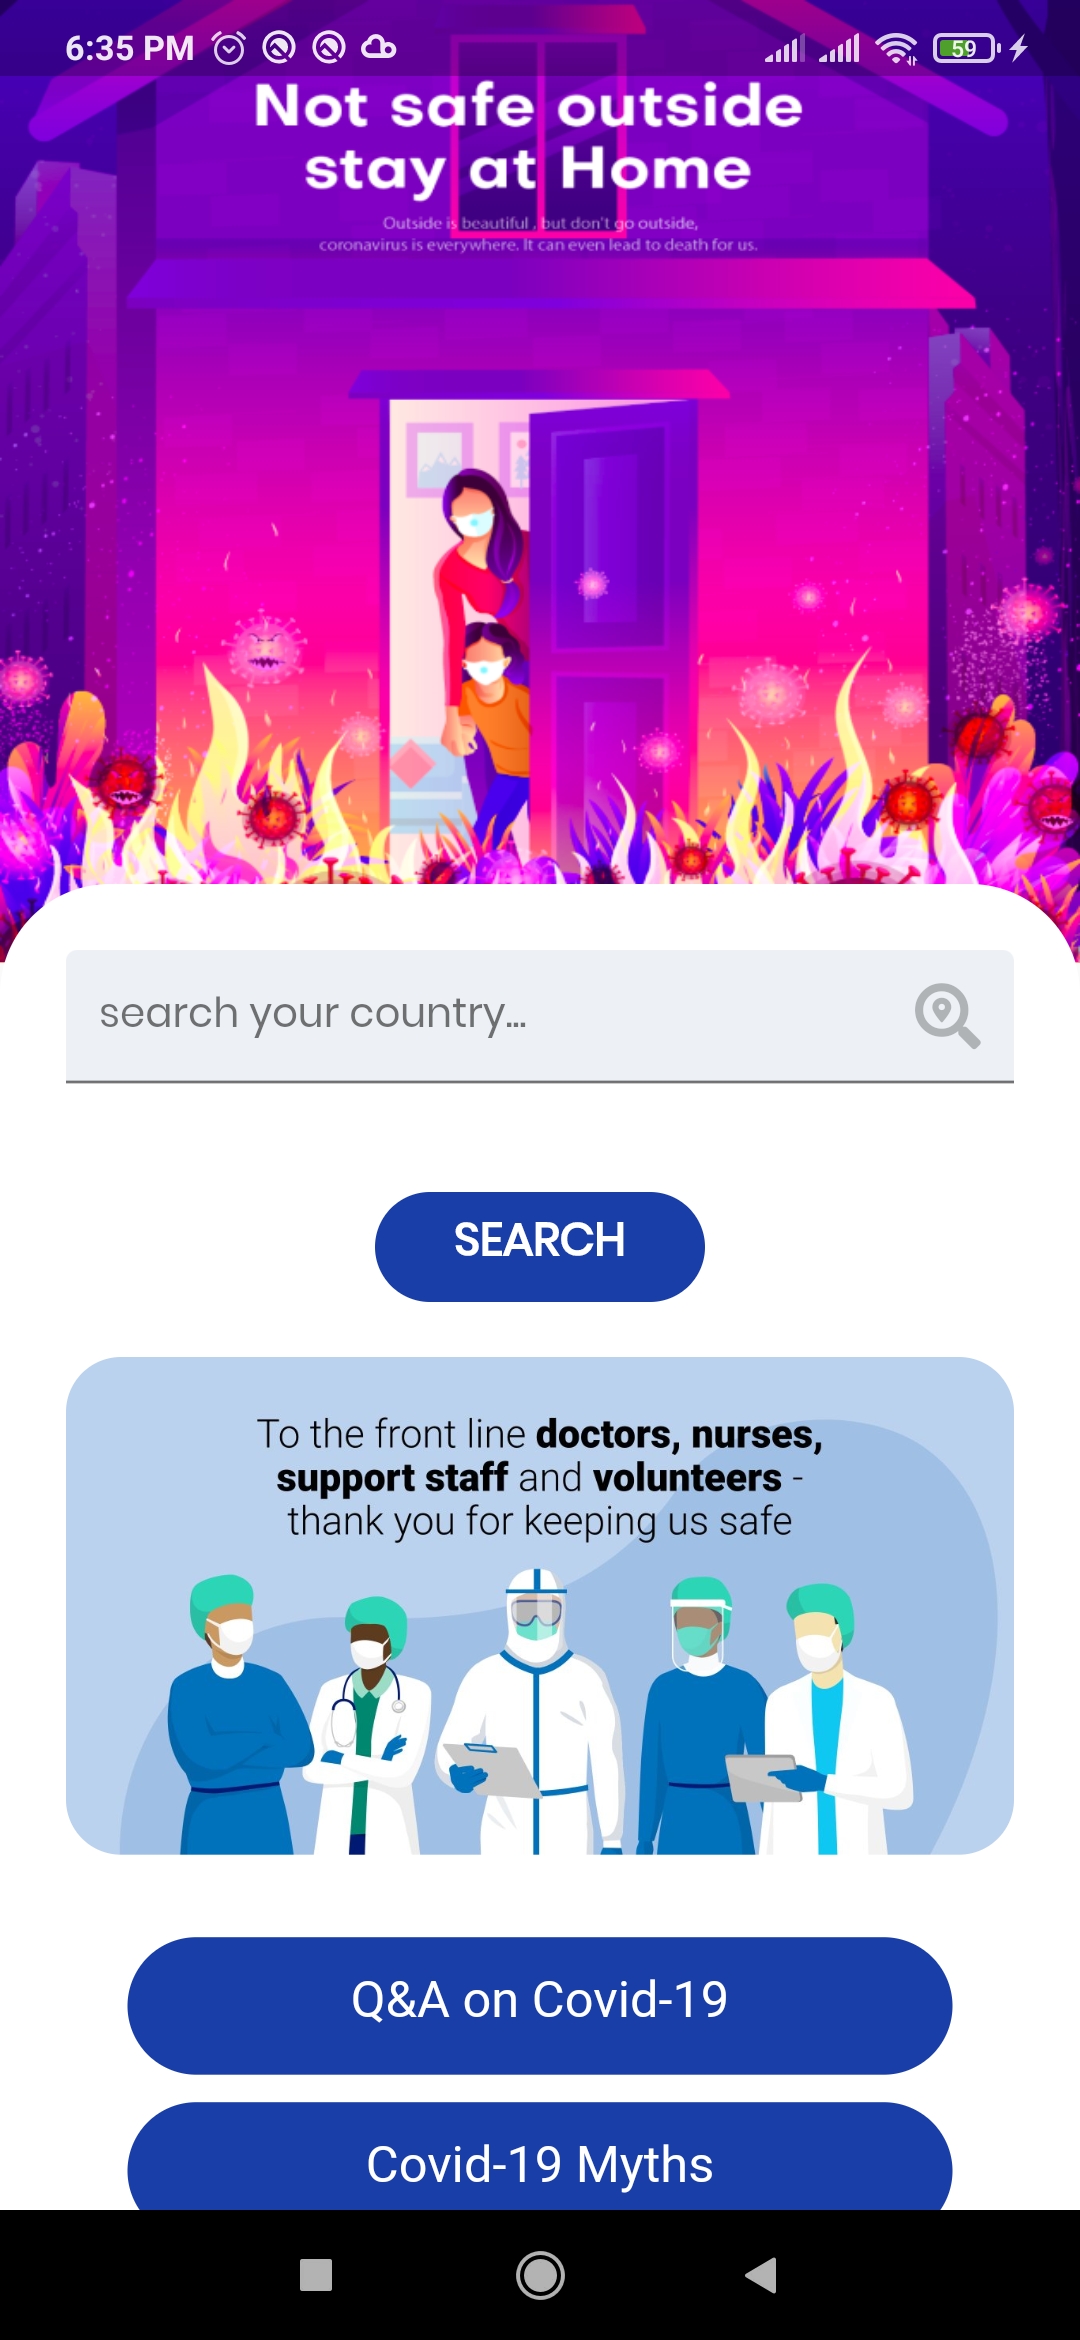 6:35 PM
59
Not safe outside
stay at Home
Outside is beautiful , but don't go outside,
coronavirus is everywhere. It can even lead to death for us.
search your country...
SEARCH
To the front line doctors, nurses,
support staff and volunteers -
thank you for keeping us safe
Q&A on Covid-19
Covid-19 Myths